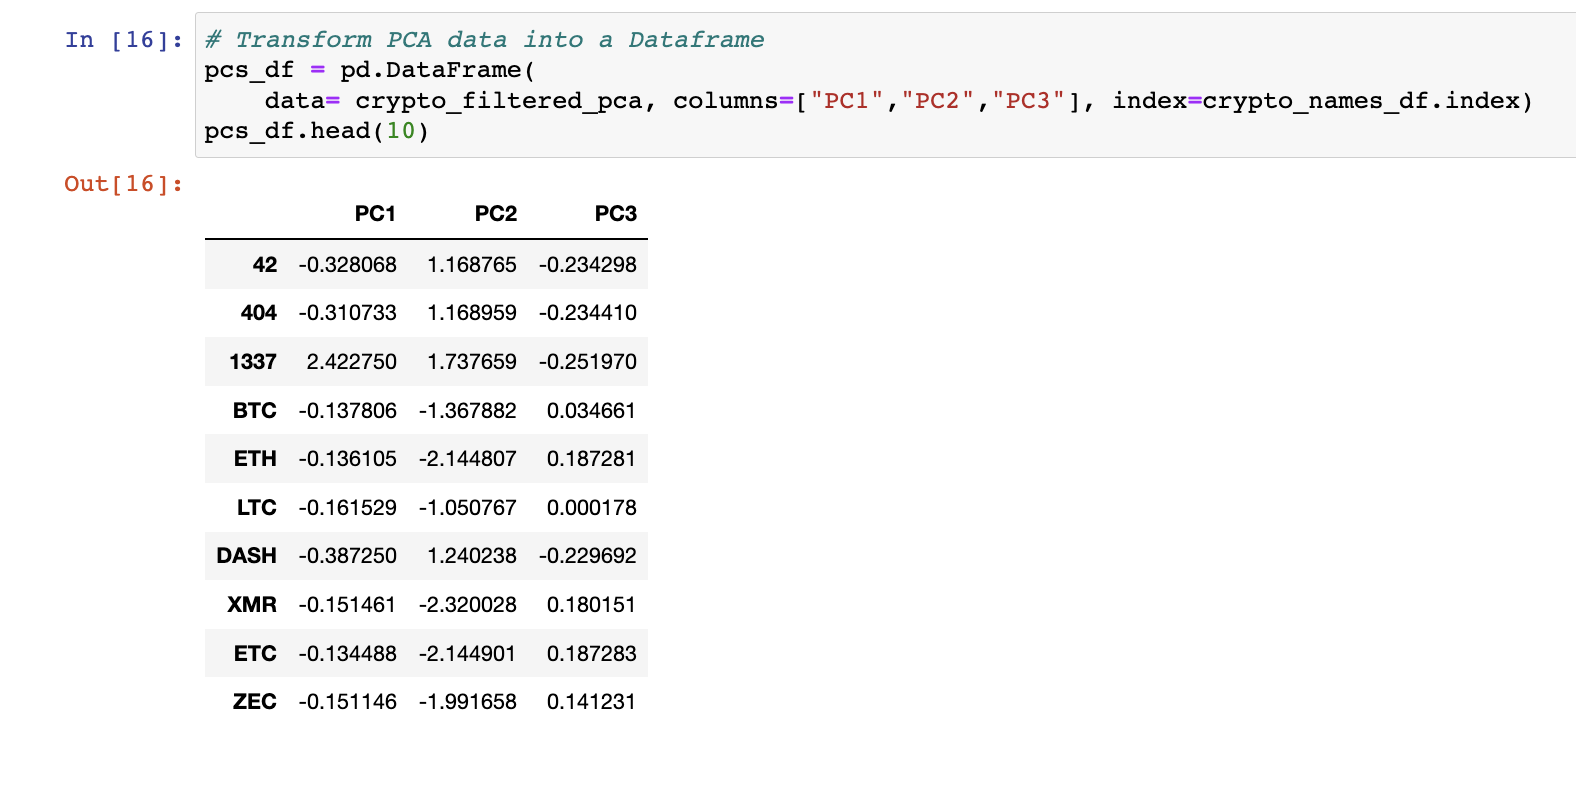 In [16]: # Transform PCA data into a Dataframe
pcs_df = pd.DataFrame(
    data= crypto_filtered_pca, columns=["PC1","PC2","PC3"], index=crypto_names_df.index)
pcs_df.head(10)
Out[16]:
PC1 PC2 PC3
42 -0.328068 1.168765 -0.234298
404 -0.310733 1.168959 -0.234410
1337 2.422750 1.737659 -0.251970
BTC -0.137806 -1.367882 0.034661
ETH -0.136105 -2.144807 0.187281
LTC -0.161529 -1.050767 0.000178
DASH -0.387250 1.240238 -0.229692
XMR -0.151461 -2.320028 0.180151
ETC -0.134488 -2.144901 0.187283
ZEC -0.151146 -1.991658 0.141231